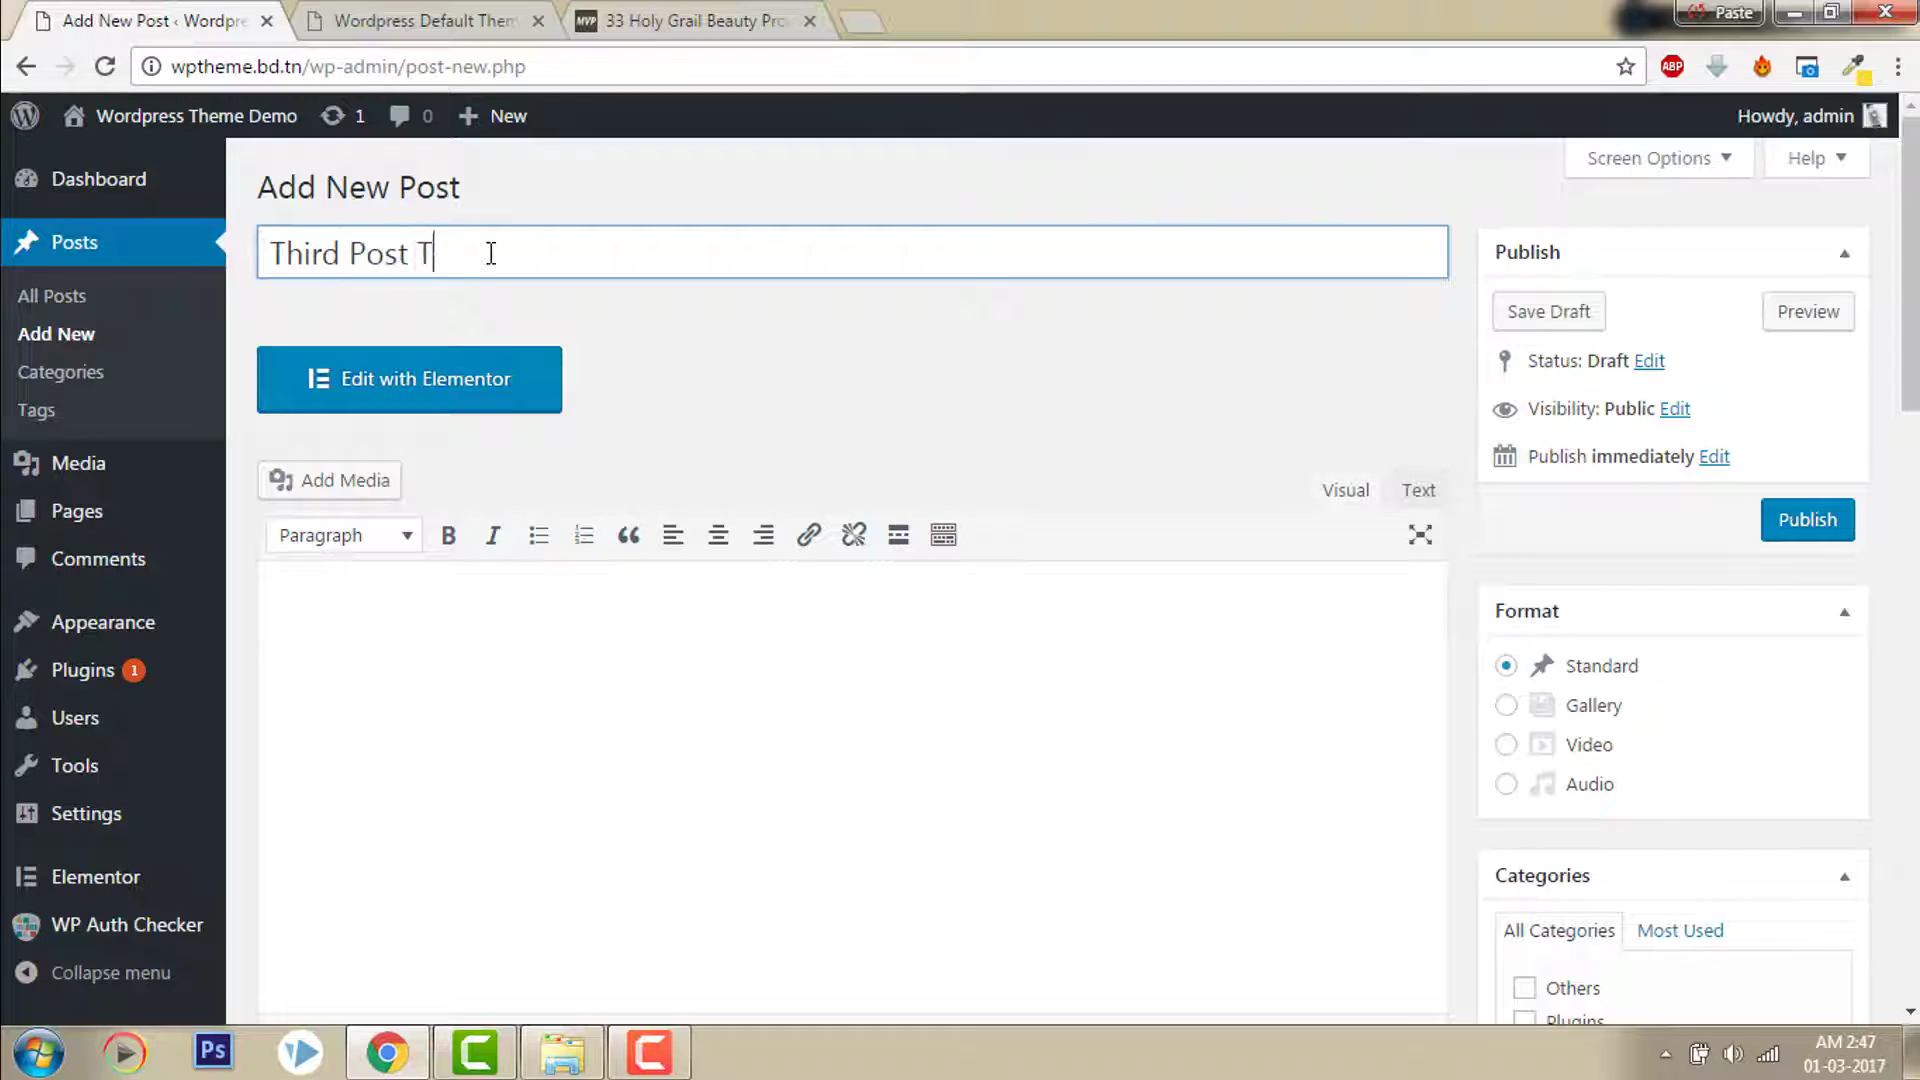 Add New Post ‹ Wordpre
Wordpress Default Them
MVP 33 Holy Grail Beauty Pro
Paste
wptheme.bd.tn/wp-admin/post-new.php
ABP
Wordpress Theme Demo 1 0 New
Howdy, admin
Screen Options
Help
Dashboard
Posts
All Posts
Add New
Categories
Tags
Media
Pages
Comments
Appearance
Plugins 1
Users
Tools
Settings
Elementor
WP Auth Checker
Collapse menu
Add New Post
Third Post T
Edit with Elementor
Add Media
Visual Text
Paragraph
B I
Publish
Save Draft
Preview
Status: Draft Edit
Visibility: Public Edit
Publish immediately Edit
Publish
Format
Standard
Gallery
Video
Audio
Categories
All Categories
Most Used
Others
Plugins
Ps
AM 2:47
01-03-2017